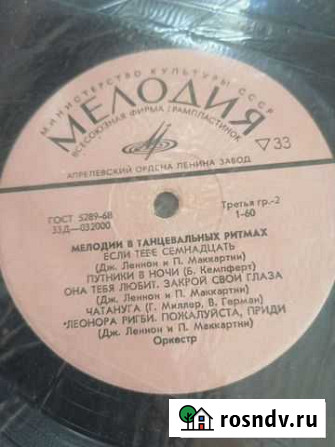 МИНИСТЕРСТВО КУЛЬТУРЫ СССР
МЕЛОДИЯ
ВСЕСОЮЗНАЯ ФИРМА ГРАМПЛАСТИНОК
33
АПРЕЛЕВСКИЙ ОРДЕНА ЛЕНИНА ЗАВОД
ГОСТ 5289-68
Третья гр.-2
33Д-032000
1-60
МЕЛОДИИ В ТАНЦЕВАЛЬНЫХ РИТМАХ
ЕСЛИ ТЕБЕ СЕМНАДЦАТЬ
(Дж. Леннон и П. Маккартни)
ПУТНИКИ В НОЧИ (Б. Кемпферт)
ОНА ТЕБЯ ЛЮБИТ. ЗАКРОЙ СВОИ ГЛАЗА
(Дж. Леннон и П. Маккартни)
ЧАТАНУГА (Г. Миллер, В. Герман)
ЛЕОНОРА РИГБИ. ПОЖАЛУЙСТА, ПРИДИ
(Дж. Леннон и П. Маккартни)
Оркестр
rosndv.ru